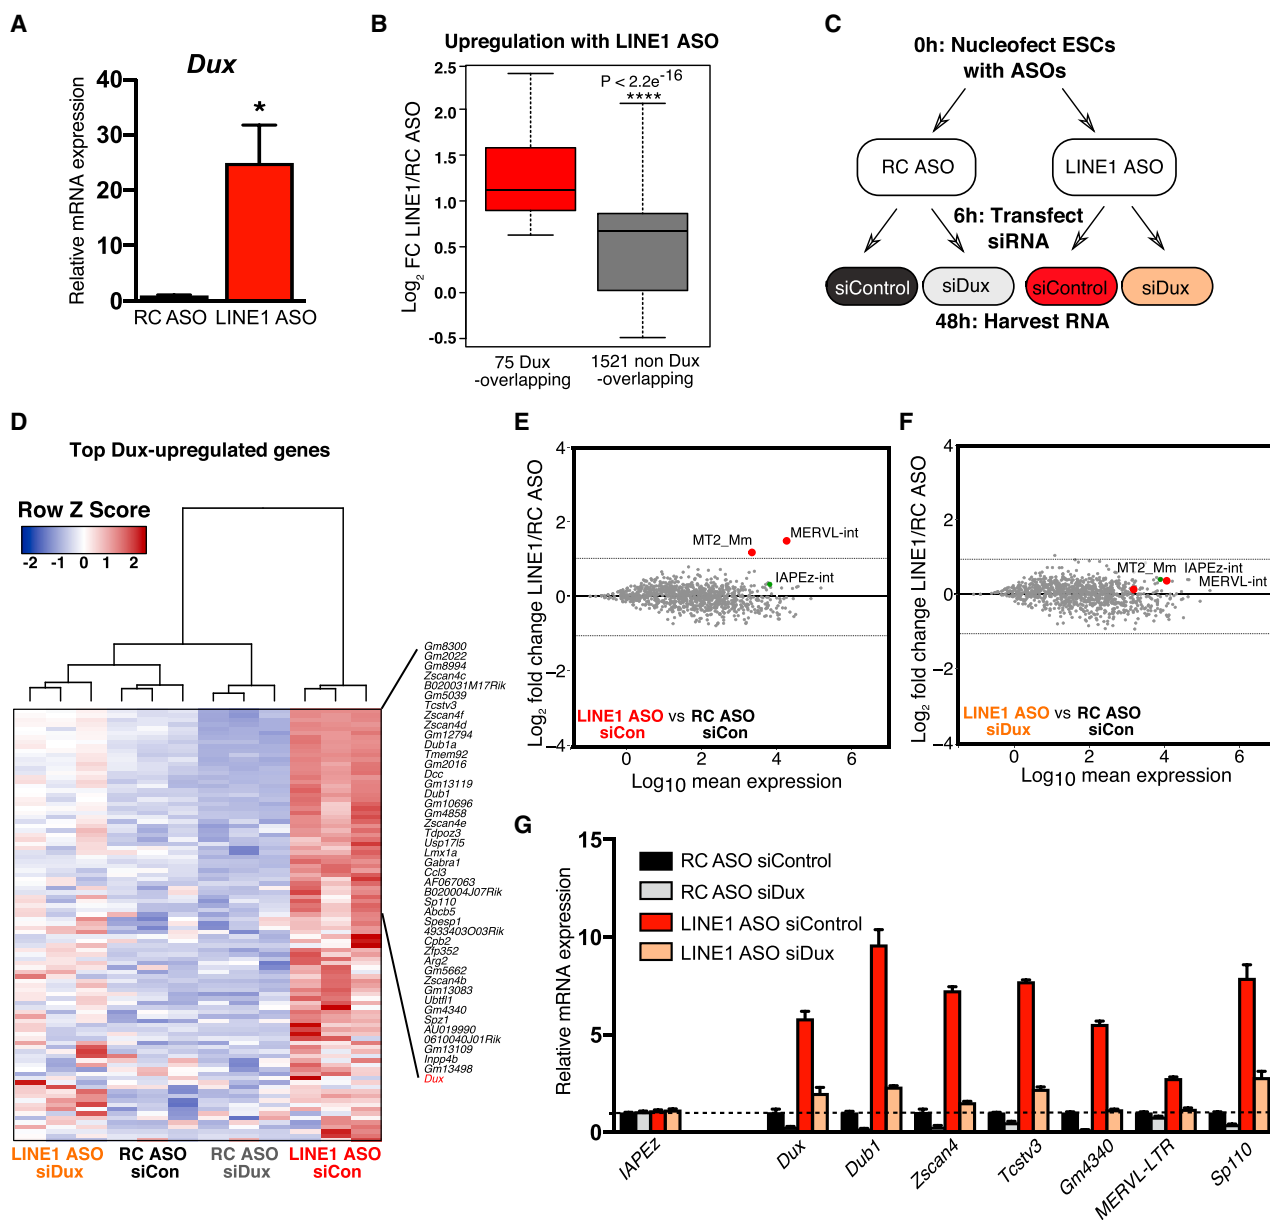 A
Dux
Relative mRNA expression
40
30
20
10
0
*
RC ASO
LINE1 ASO
B
Upregulation with LINE1 ASO
Log2 FC LINE1/RC ASO
2.5
2.0
1.5
1.0
0.5
0.0
-0.5
P < 2.2e-16
****
75 Dux
-overlapping
1521 non Dux
-overlapping
C
0h: Nucleofect ESCs
with ASOs
RC ASO
LINE1 ASO
6h: Transfect
siRNA
siControl
siDux
siControl
siDux
48h: Harvest RNA
D
Top Dux-upregulated genes
Row Z Score
-2 -1 0 1 2
Gm8300
Gm2022
Gm8994
Zscan4c
B020031M17Rik
Gm5039
Tcstv3
Zscan4f
Zscan4d
Gm12794
Dub1a
Tmem92
Gm2016
Dcc
Gm13119
Dub1
Gm10696
Gm4858
Zscan4e
Tdpoz3
Usp17l5
Lmx1a
Gabra1
Ccl3
AF067063
B020004J07Rik
Sp110
Abcb5
Spesp1
4933403O03Rik
Cpb2
Zfp352
Arg2
Gm5662
Zscan4b
Gm13083
Ubtfl1
Gm4340
Spz1
AU019990
0610040J01Rik
Gm13109
Inpp4b
Gm13498
Dux
LINE1 ASO
siDux
RC ASO
siCon
RC ASO
siDux
LINE1 ASO
siCon
E
Log2 fold change LINE1/RC ASO
4
2
0
−2
−4
MT2_Mm
MERVL-int
IAPEz-int
LINE1 ASO vs RC ASO
siCon siCon
0 2 4 6
Log10 mean expression
F
Log2 fold change LINE1/RC ASO
4
2
0
−2
−4
MT2_Mm
IAPEz-int
MERVL-int
LINE1 ASO vs RC ASO
siDux siCon
0 2 4 6
Log10 mean expression
G
Relative mRNA expression
15
10
5
0
RC ASO siControl
RC ASO siDux
LINE1 ASO siControl
LINE1 ASO siDux
IAPEz
Dux
Dub1
Zscan4
Tcstv3
Gm4340
MERVL-LTR
Sp110